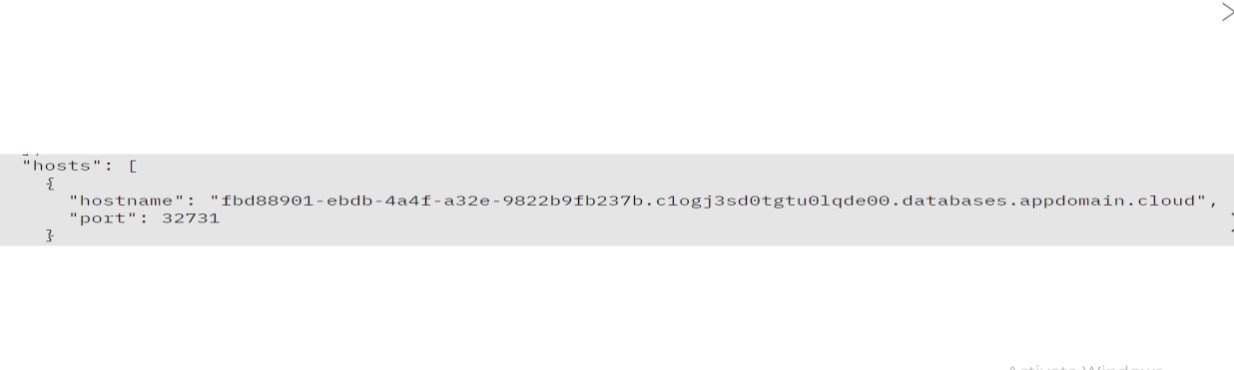 "hosts": [
{
"hostname": "fbd88901-ebdb-4a4f-a32e-9822b9fb237b.c1ogj3sd0tgtu0lqde00.databases.appdomain.cloud",
"port": 32731
}